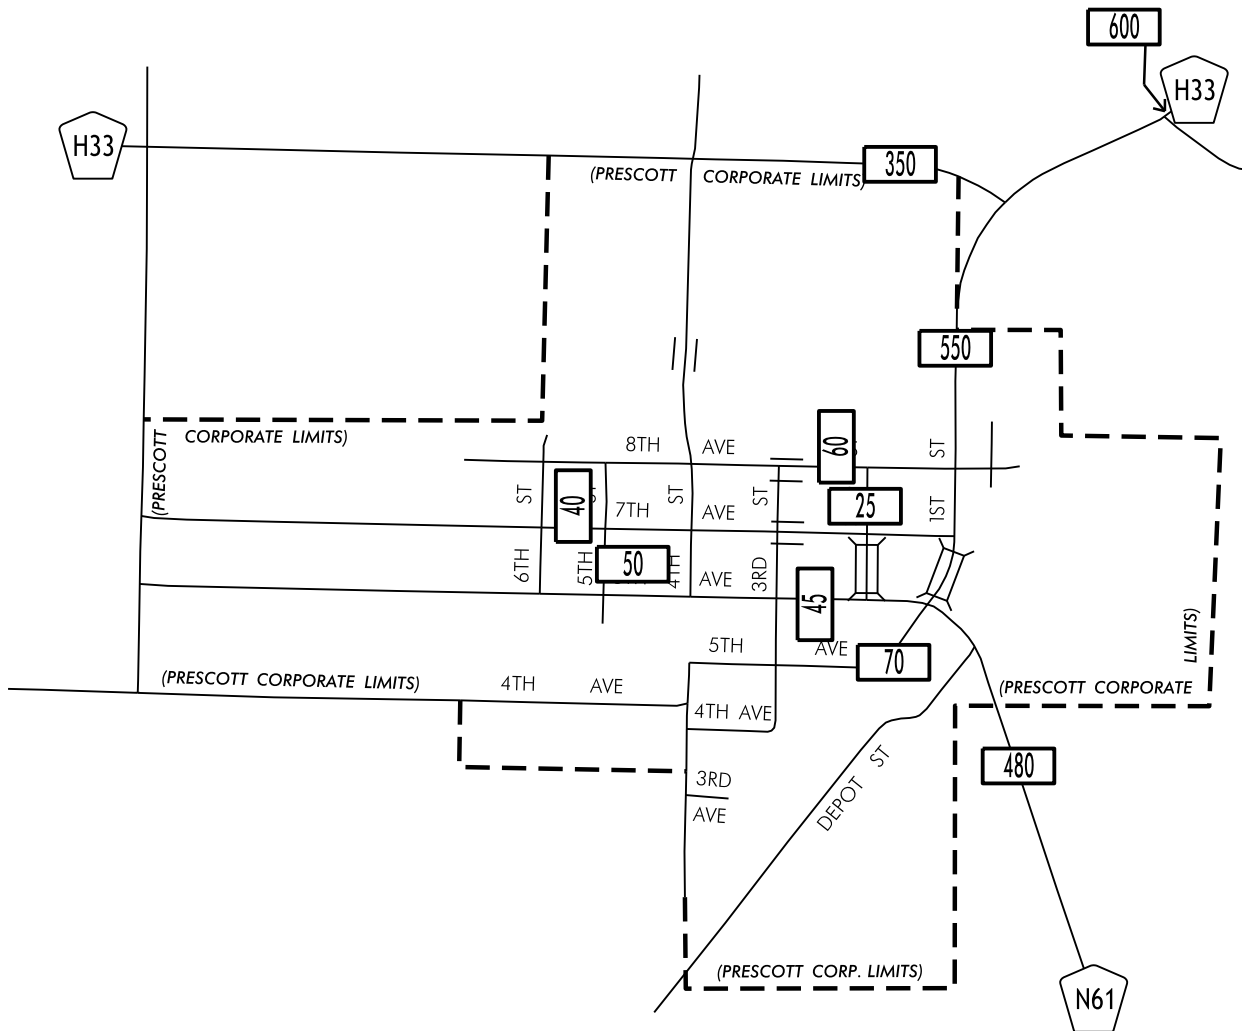 600
H33
H33
350
(PRESCOTT CORPORATE LIMITS)
550
CORPORATE LIMITS)
(PRESCOTT
8TH AVE
60
ST
ST
40
ST
ST
25
1ST
7TH AVE
6TH
5TH
50
4TH
AVE
3RD
45
LIMITS)
5TH AVE
70
(PRESCOTT CORPORATE LIMITS)
4TH AVE
(PRESCOTT CORPORATE
4TH AVE
480
DEPOT ST
3RD
AVE
(PRESCOTT CORP. LIMITS)
N61